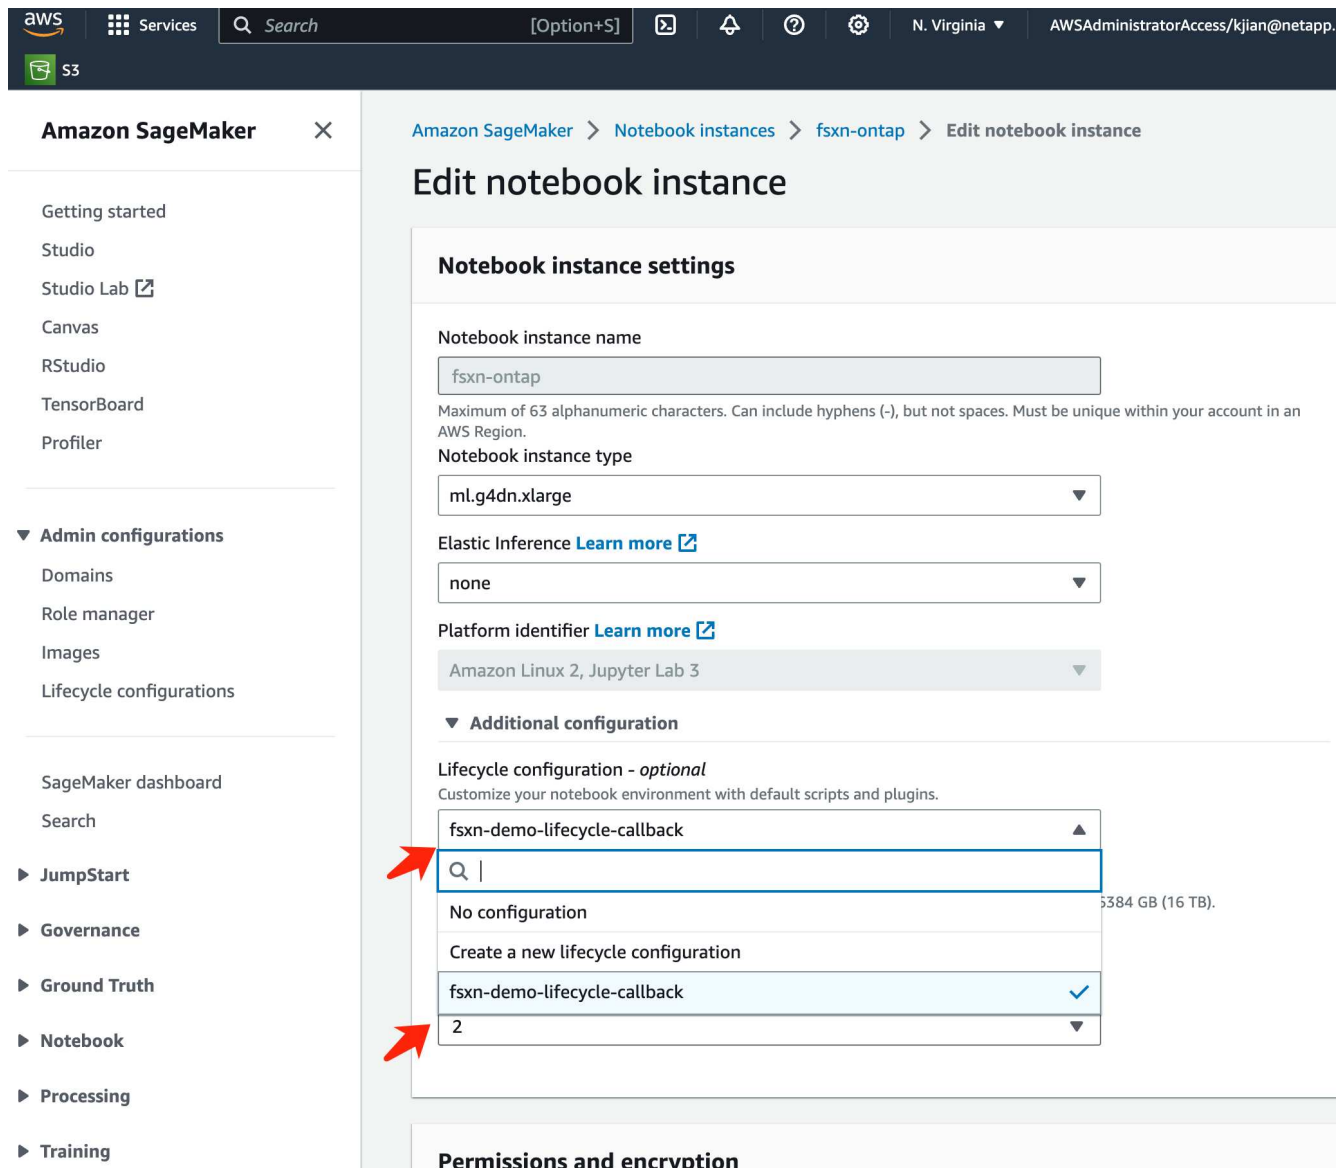 aws
Services
Search
[Option+S]
N. Virginia
AWSAdministratorAccess/kjian@netapp.
S3
Amazon SageMaker
Getting started
Studio
Studio Lab
Canvas
RStudio
TensorBoard
Profiler
Admin configurations
Domains
Role manager
Images
Lifecycle configurations
SageMaker dashboard
Search
JumpStart
Governance
Ground Truth
Notebook
Processing
Training
Amazon SageMaker > Notebook instances > fsxn-ontap > Edit notebook instance
Edit notebook instance
Notebook instance settings
Notebook instance name
fsxn-ontap
Maximum of 63 alphanumeric characters. Can include hyphens (-), but not spaces. Must be unique within your account in an
AWS Region.
Notebook instance type
ml.g4dn.xlarge
Elastic Inference Learn more
none
Platform identifier Learn more
Amazon Linux 2, Jupyter Lab 3
Additional configuration
Lifecycle configuration - optional
Customize your notebook environment with default scripts and plugins.
fsxn-demo-lifecycle-callback
6384 GB (16 TB).
No configuration
Create a new lifecycle configuration
fsxn-demo-lifecycle-callback
2
Permissions and encryption